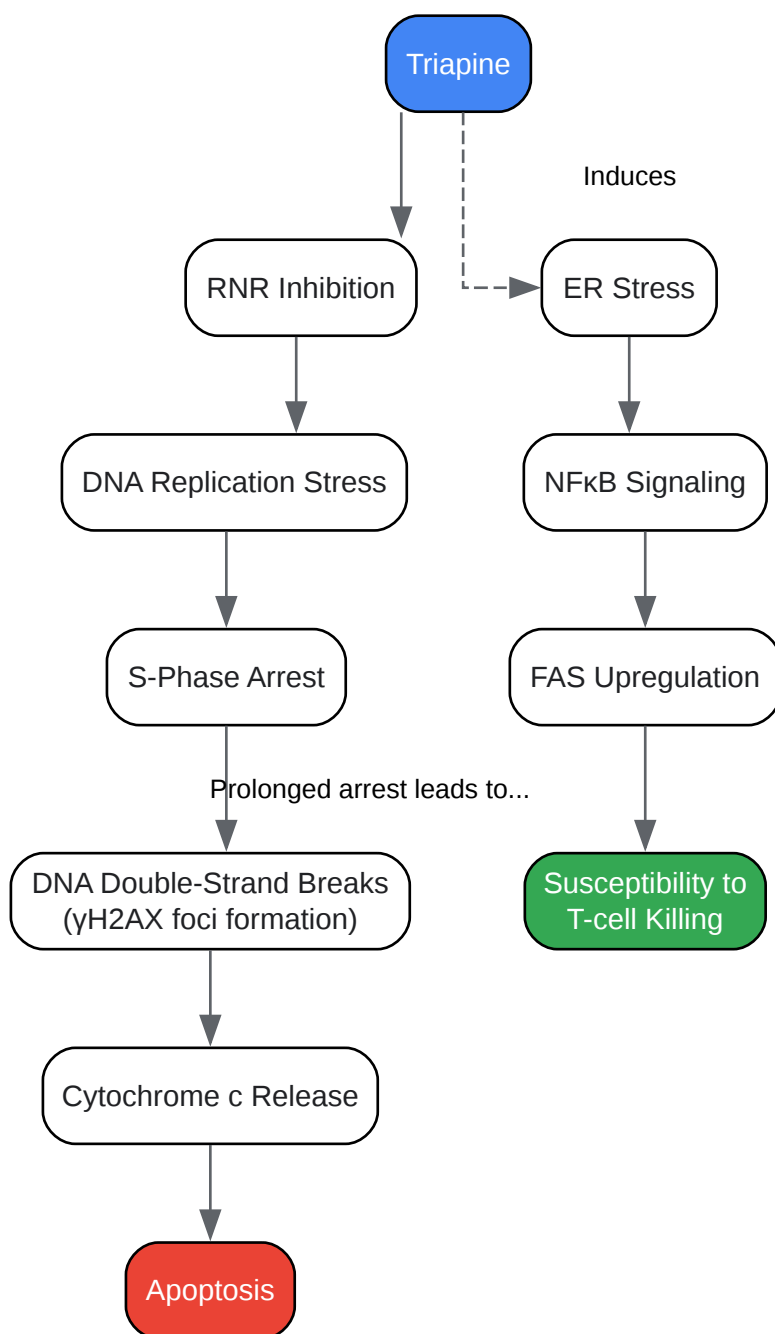 Triapine
Induces
RNR Inhibition
ER Stress
DNA Replication Stress
NFκB Signaling
S-Phase Arrest
FAS Upregulation
Prolonged arrest leads to...
DNA Double-Strand Breaks
(γH2AX foci formation)
Susceptibility to
T-cell Killing
Cytochrome c Release
Apoptosis